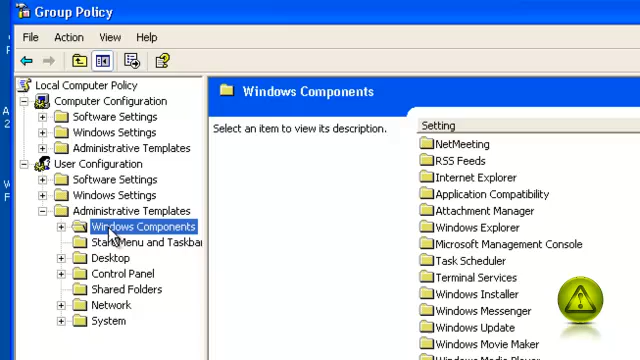 Group Policy
File Action View Help
Local Computer Policy
Computer Configuration
Software Settings
Windows Settings
Administrative Templates
User Configuration
Software Settings
Windows Settings
Administrative Templates
Windows Components
Start Menu and Taskbar
Desktop
Control Panel
Shared Folders
Network
System
Windows Components
Select an item to view its description.
Setting
NetMeeting
RSS Feeds
Internet Explorer
Application Compatibility
Attachment Manager
Windows Explorer
Microsoft Management Console
Task Scheduler
Terminal Services
Windows Installer
Windows Messenger
Windows Update
Windows Movie Maker
Windows Media Player